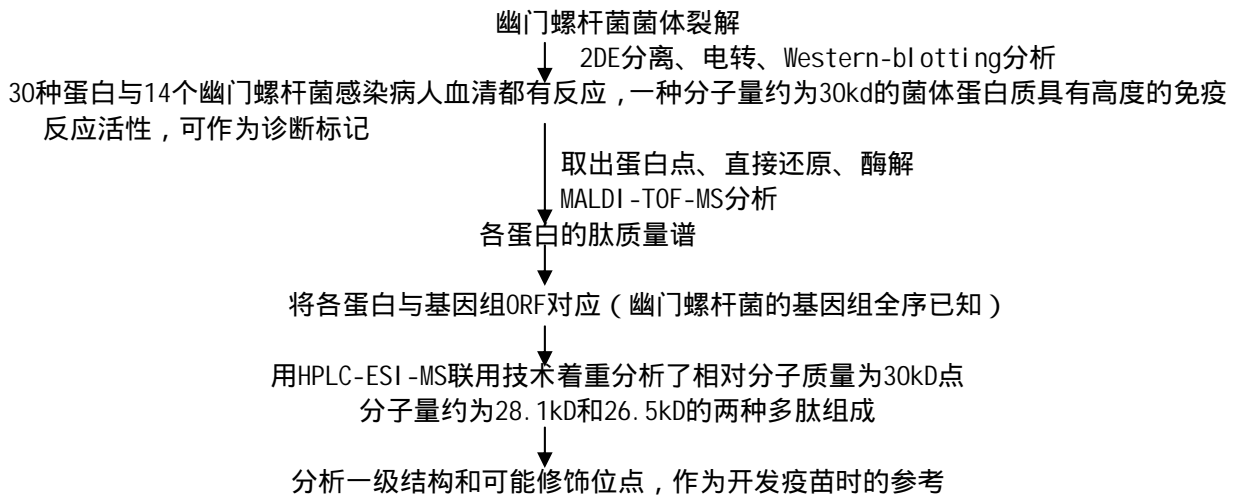 幽门螺杆菌菌体裂解
2DE分离、电转、Western-blotting分析
30种蛋白与14个幽门螺杆菌感染病人血清都有反应，一种分子量约为30kd的菌体蛋白质具有高度的免疫
反应活性，可作为诊断标记
取出蛋白点、直接还原、酶解
MALDI-TOF-MS分析
各蛋白的肽质量谱
将各蛋白与基因组ORF对应（幽门螺杆菌的基因组全序已知）
用HPLC-ESI-MS联用技术着重分析了相对分子质量为30kD点
分子量约为28.1kD和26.5kD的两种多肽组成
分析一级结构和可能修饰位点，作为开发疫苗时的参考